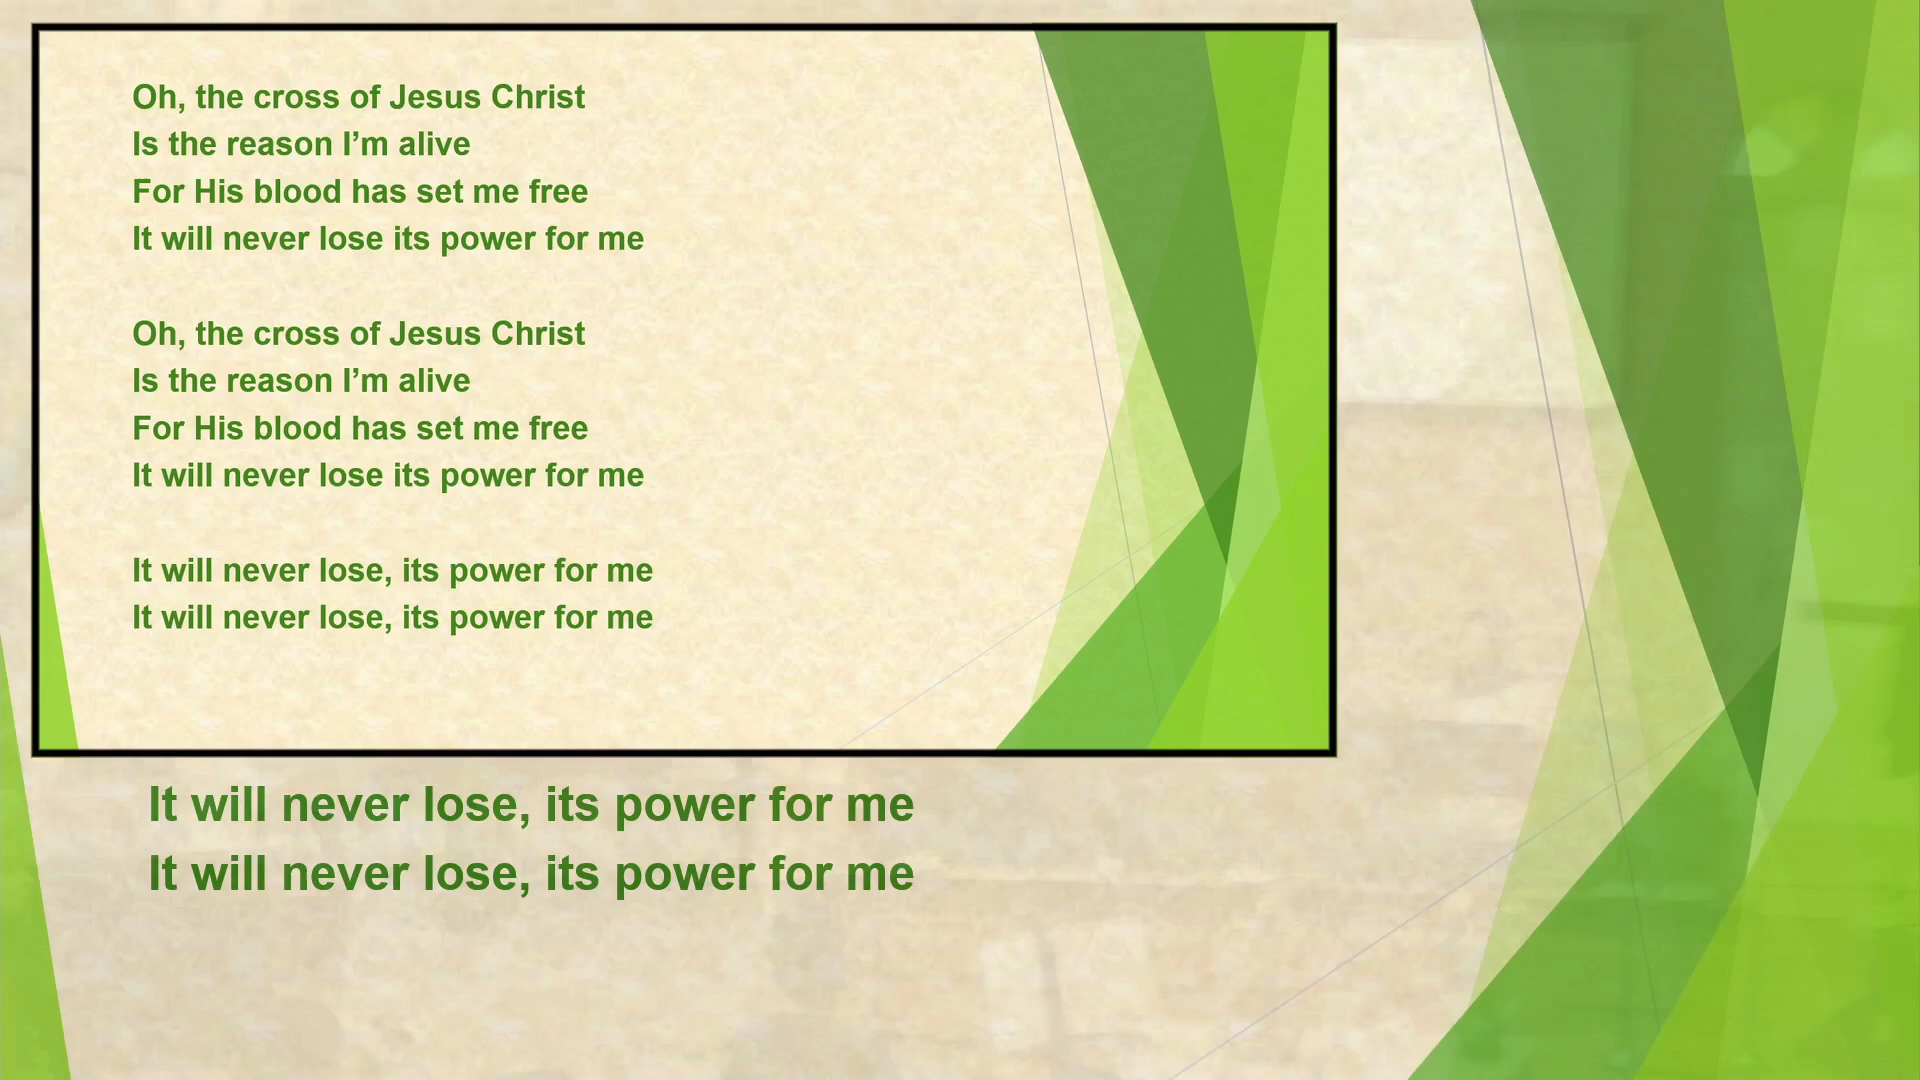 Oh, the cross of Jesus Christ
Is the reason I’m alive
For His blood has set me free
It will never lose its power for me
Oh, the cross of Jesus Christ
Is the reason I’m alive
For His blood has set me free
It will never lose its power for me
It will never lose, its power for me
It will never lose, its power for me
It will never lose, its power for me
It will never lose, its power for me